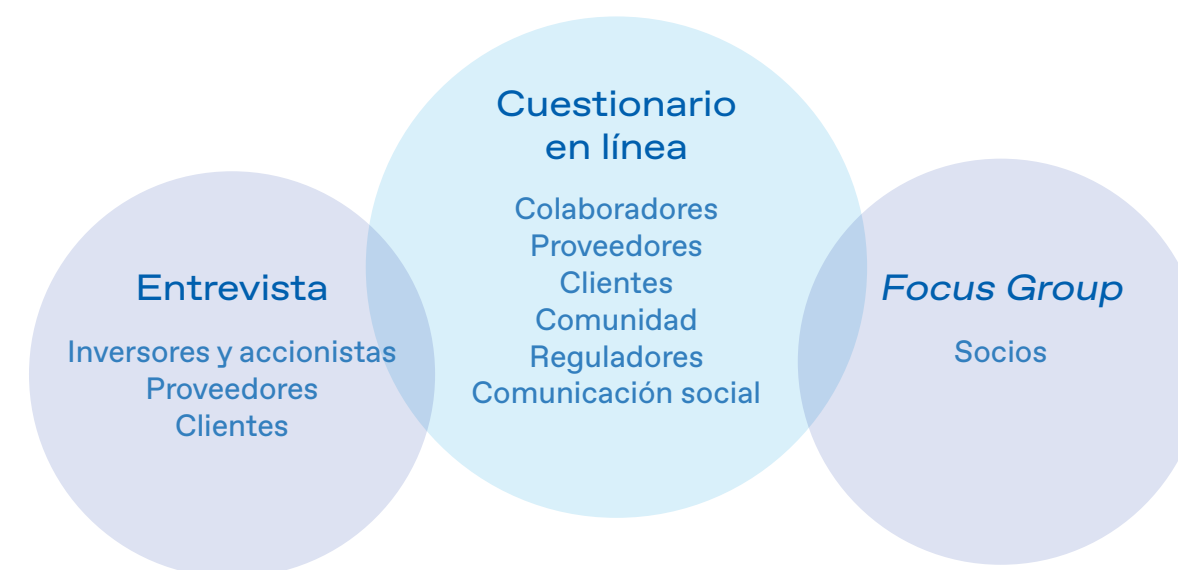 Entrevista
Inversores y accionistas
Proveedores
Clientes
Cuestionario
en línea
Colaboradores
Proveedores
Clientes
Comunidad
Reguladores
Comunicación social
Focus Group
Socios